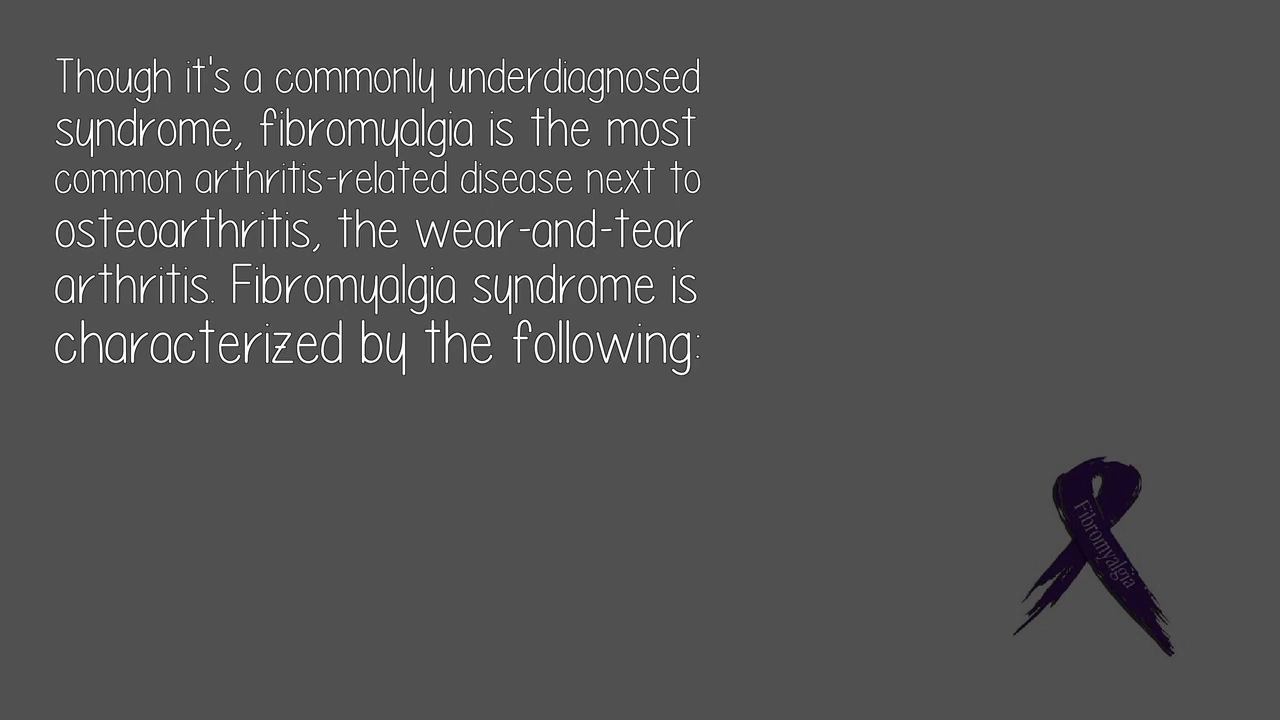 Though it's a commonly underdiagnosed
syndrome, fibromyalgia is the most
common arthritis-related disease next to
osteoarthritis, the wear-and-tear
arthritis. Fibromyalgia syndrome is
characterized by the following:
Fibromyalgia